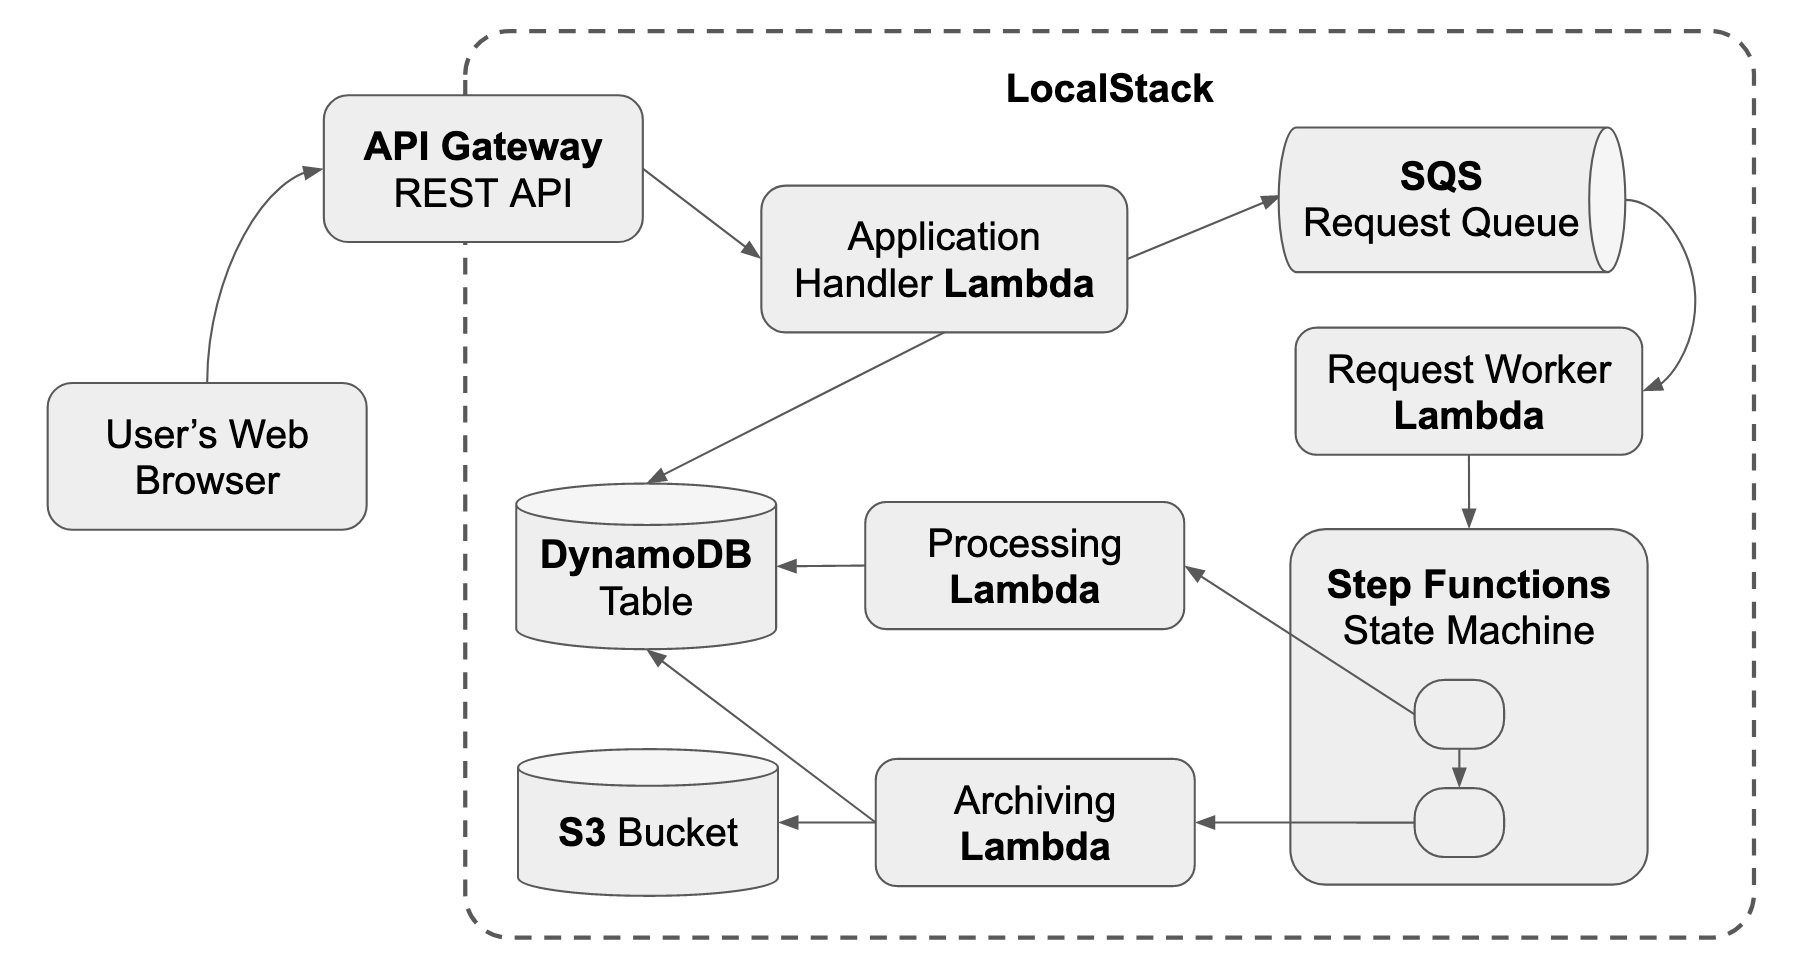 LocalStack
API Gateway
REST API
SQS
Request Queue
Application
Handler Lambda
Request Worker
Lambda
User’s Web
Browser
DynamoDB
Table
Processing
Lambda
Step Functions
State Machine
S3 Bucket
Archiving
Lambda